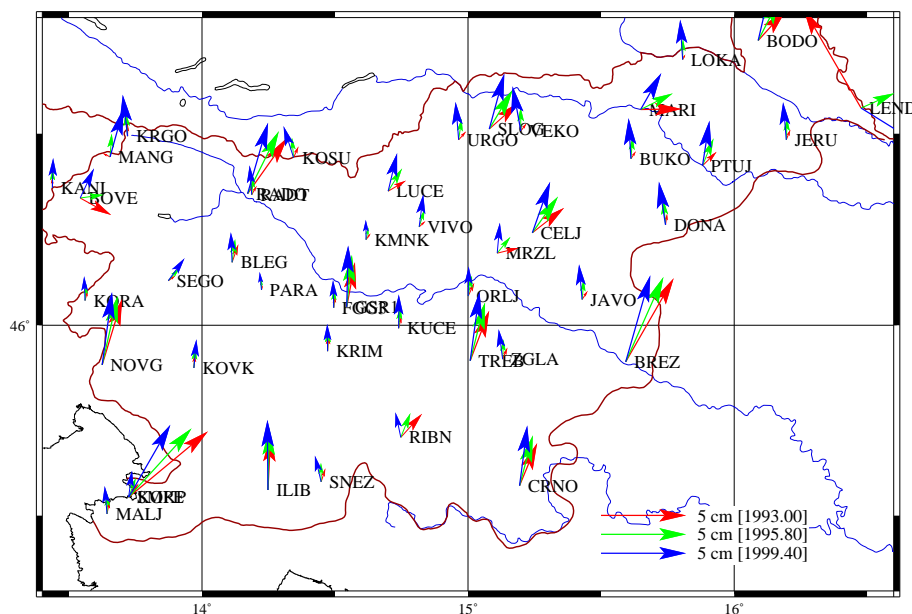 BODO
LOKA
LEND
MARI
SLOG
VEKO
URGO
JERU
KRGO
MANG
KOSU
BUKO
PTUJ
KANI
BOVE
RADT
LUCE
VIVO
CELJ
DONA
KMNK
MRZL
BLEG
SEGO
PARA
ORLJ
JAVO
KORA
GSR1
KUCE
46°
KRIM
NOVG
KOVK
TREB
ZGLA
BREZ
RIBN
ILIB
SNEZ
CRNO
MALJ
5 cm [1993.00]
5 cm [1995.80]
5 cm [1999.40]
14°
15°
16°